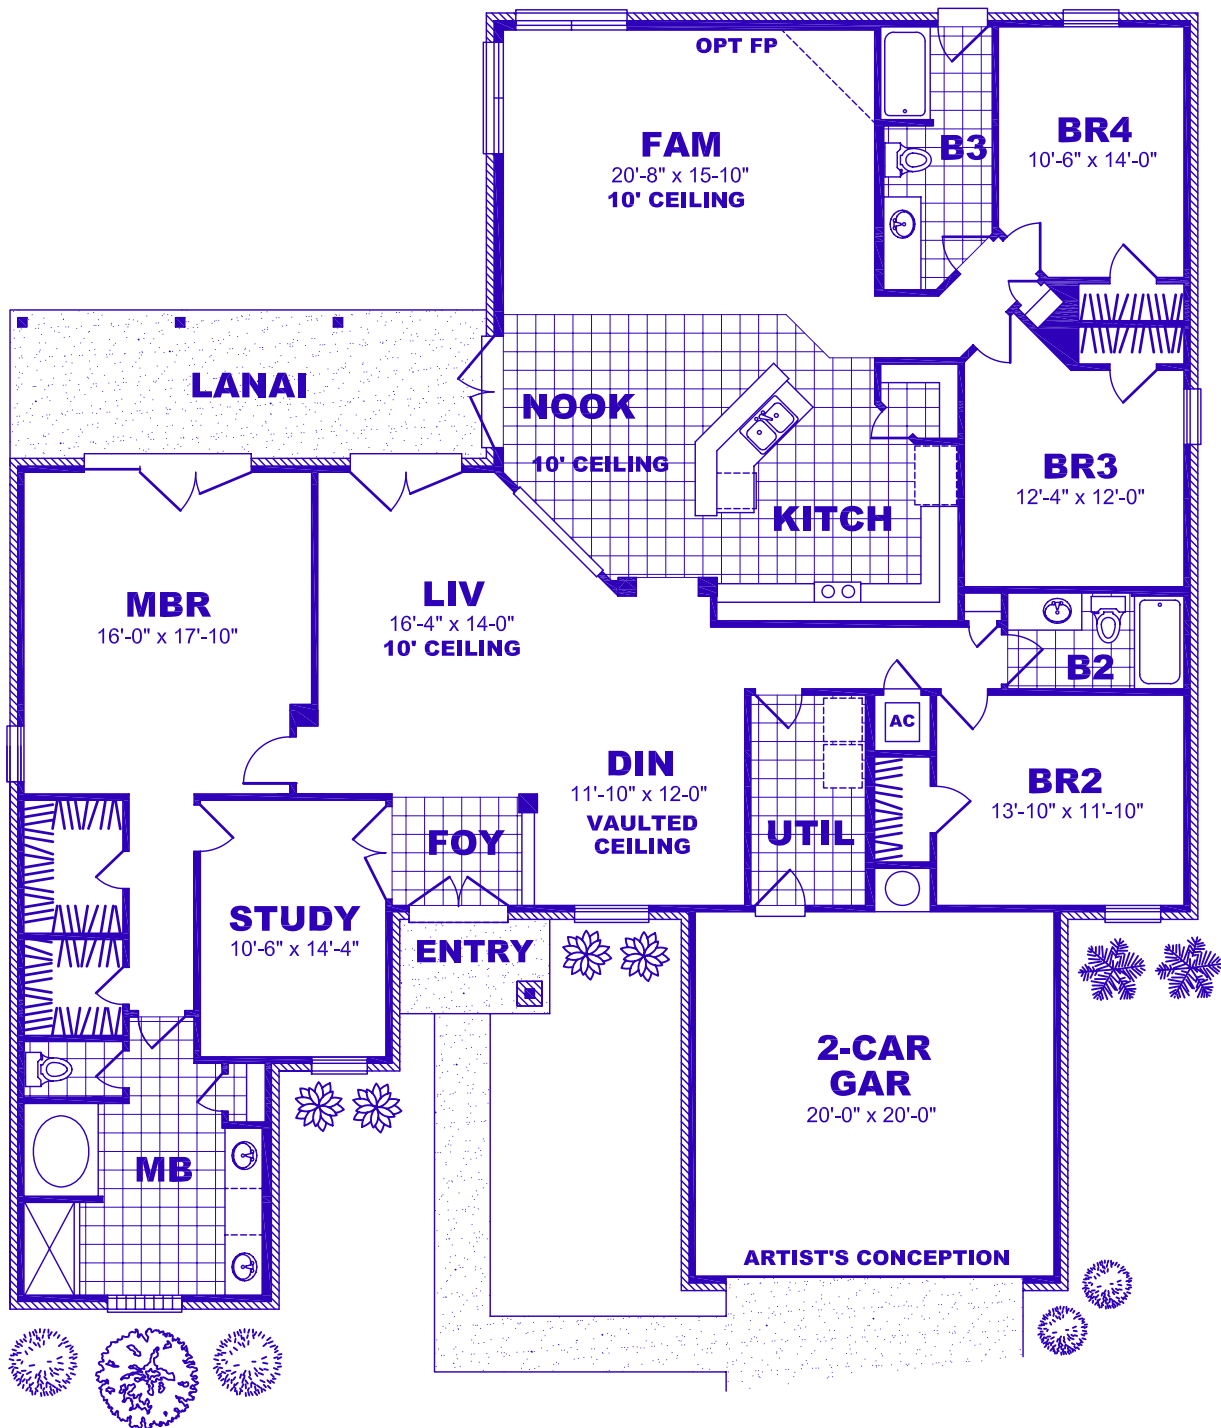 OPT FP
FAM
20'-8" x 15-10"
10' CEILING
B3
BR4
10'-6" x 14'-0"
LANAI
NOOK
10' CEILING
KITCH
BR3
12'-4" x 12'-0"
MBR
16'-0" x 17'-10"
LIV
16'-4" x 14-0"
10' CEILING
B2
AC
DIN
11'-10" x 12-0"
VAULTED
CEILING
UTIL
BR2
13'-10" x 11'-10"
FOY
STUDY
10'-6" x 14'-4"
ENTRY
2-CAR
GAR
20'-0" x 20'-0"
MB
ARTIST'S CONCEPTION